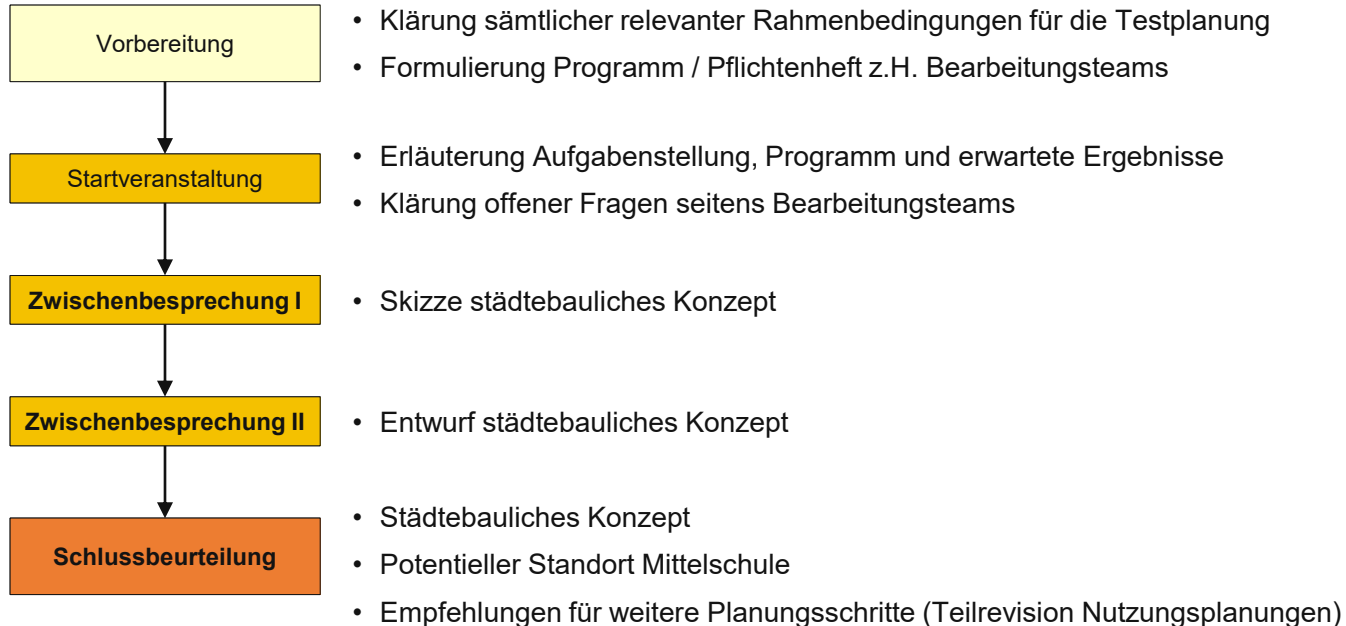 Vorbereitung
• Klärung sämtlicher relevanter Rahmenbedingungen für die Testplanung
• Formulierung Programm / Pflichtenheft z.H. Bearbeitungsteams
Startveranstaltung
• Erläuterung Aufgabenstellung, Programm und erwartete Ergebnisse
• Klärung offener Fragen seitens Bearbeitungsteams
Zwischenbesprechung I
• Skizze städtebauliches Konzept
Zwischenbesprechung II
• Entwurf städtebauliches Konzept
Schlussbeurteilung
• Städtebauliches Konzept
• Potentieller Standort Mittelschule
• Empfehlungen für weitere Planungsschritte (Teilrevision Nutzungsplanungen)